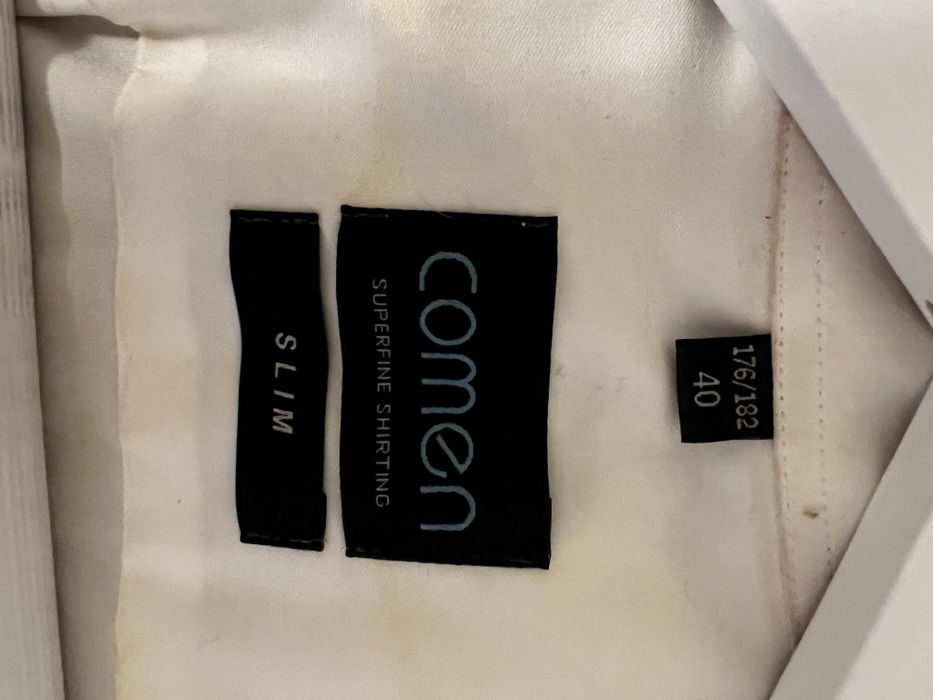 176/182
40
comen
SUPERFINE SHIRTING
SLIM